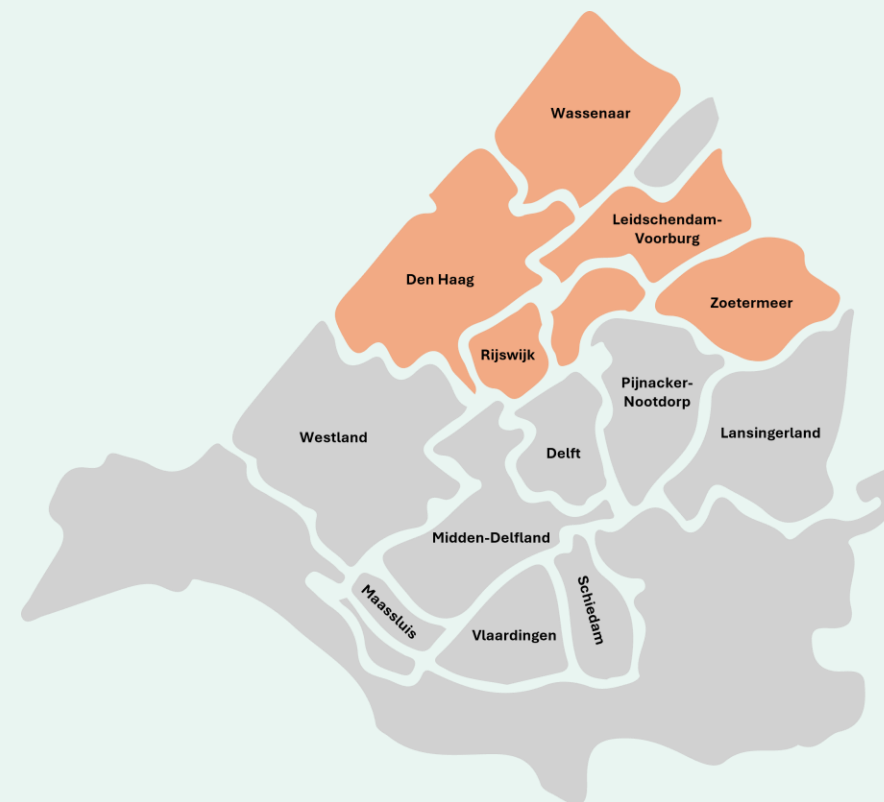 Wassenaar
Leidschendam-
Voorburg
Den Haag
Zoetermeer
Rijswijk
Pijnacker-
Nootdorp
Westland
Lansingerland
Delft
Midden-Delfland
Maassluis
Schiedam
Vlaardingen